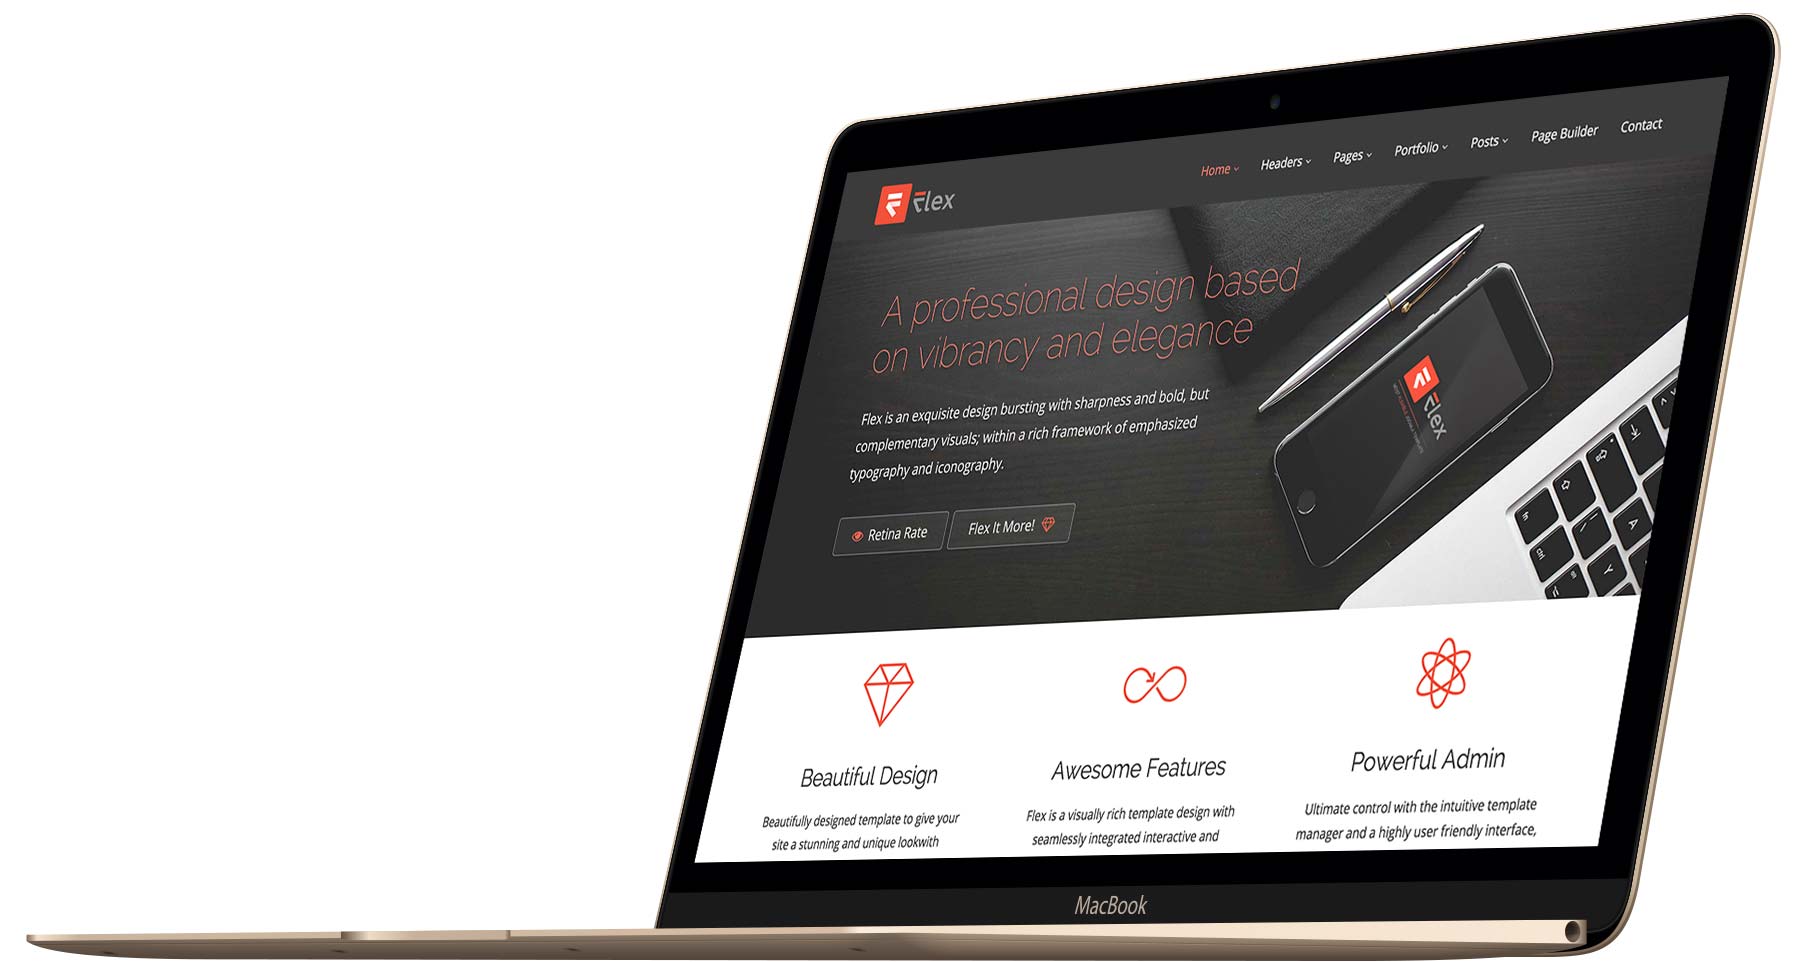 Flex
Home
Headers
Pages
Portfolio
Posts
Page Builder
Contact
A professional design based
on vibrancy and elegance
Flex is an exquisite design bursting with sharpness and bold, but
complementary visuals; within a rich framework of emphasized
typography and iconography.
Retina Rate
Flex It More!
Flex
fn
ctrl
A
Y
Beautiful Design
Beautifully designed template to give your
site a stunning and unique lookwith
Awesome Features
Flex is a visually rich template design with
seamlessly integrated interactive and
Powerful Admin
Ultimate control with the intuitive template
manager and a highly user friendly interface,
MacBook